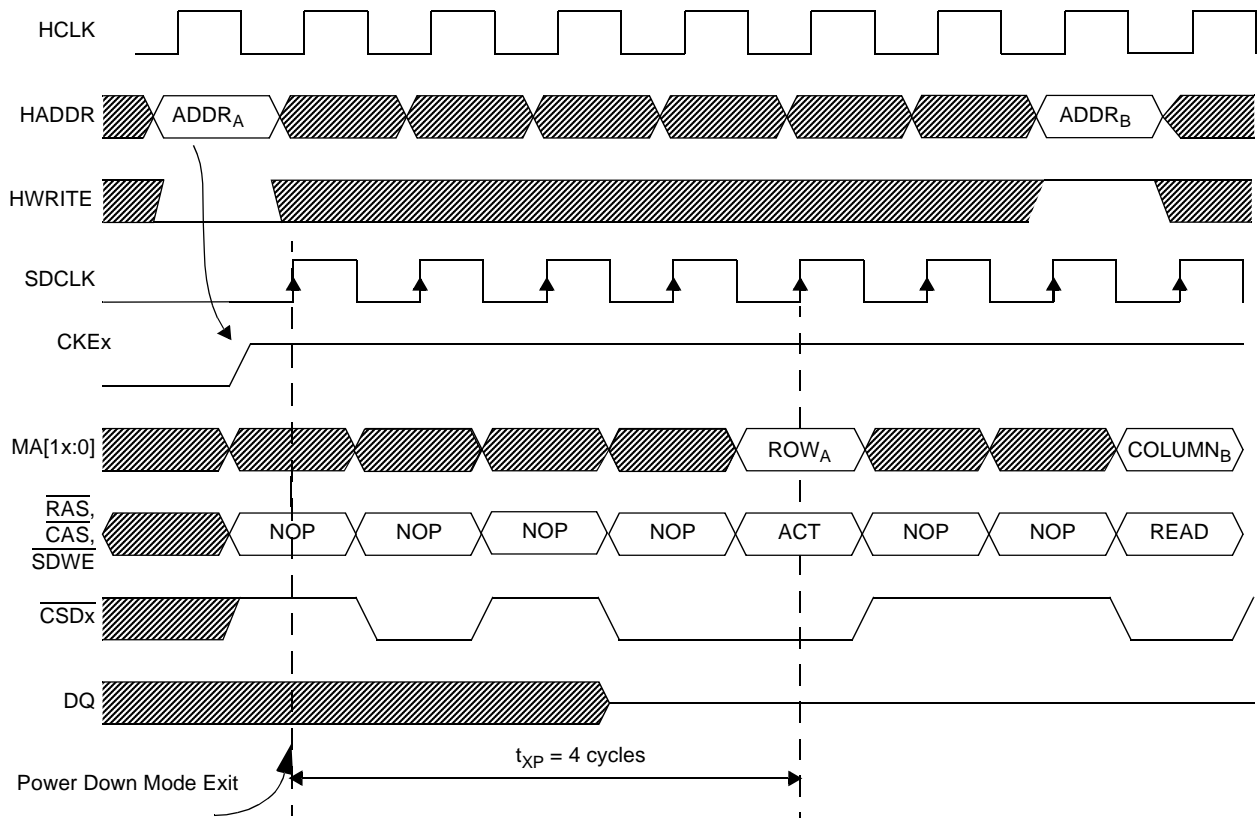 HCLK
HADDR ADDRA ADDRB
HWRITE
SDCLK
CKEx
MA[1x:0] ROWA COLUMNB
RAS,
CAS,
SDWE
NOP NOP NOP NOP ACT NOP NOP READ
CSDx
DQ
tXP = 4 cycles
Power Down Mode Exit